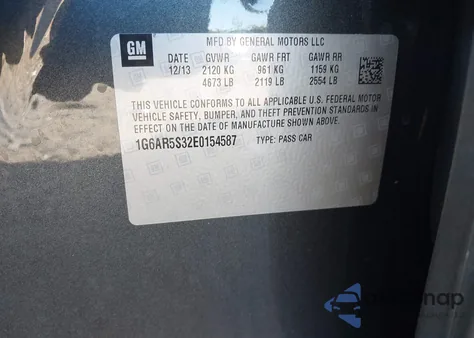 GM
MFD BY GENERAL MOTORS LLC
DATE GVWR GAWR FRT GAWR RR
12/13 2120 KG 961 KG 1159 KG
4673 LB 2119 LB 2554 LB
THIS VEHICLE CONFORMS TO ALL APPLICABLE U.S. FEDERAL MOTOR
VEHICLE SAFETY, BUMPER, AND THEFT PREVENTION STANDARDS IN
EFFECT ON THE DATE OF MANUFACTURE SHOWN ABOVE.
1G6AR5S32E0154587 TYPE: PASS CAR